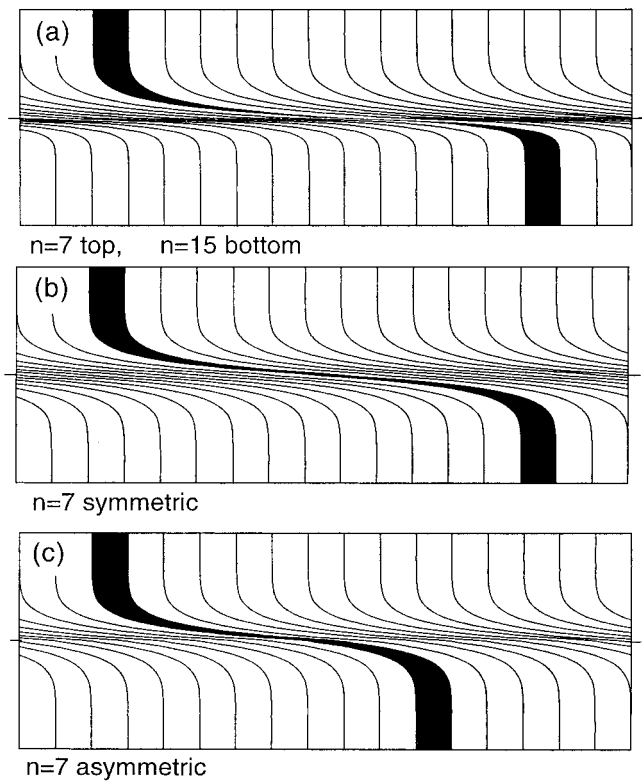 (a)
n=7 top, n=15 bottom
(b)
n=7 symmetric
(c)
n=7 asymmetric